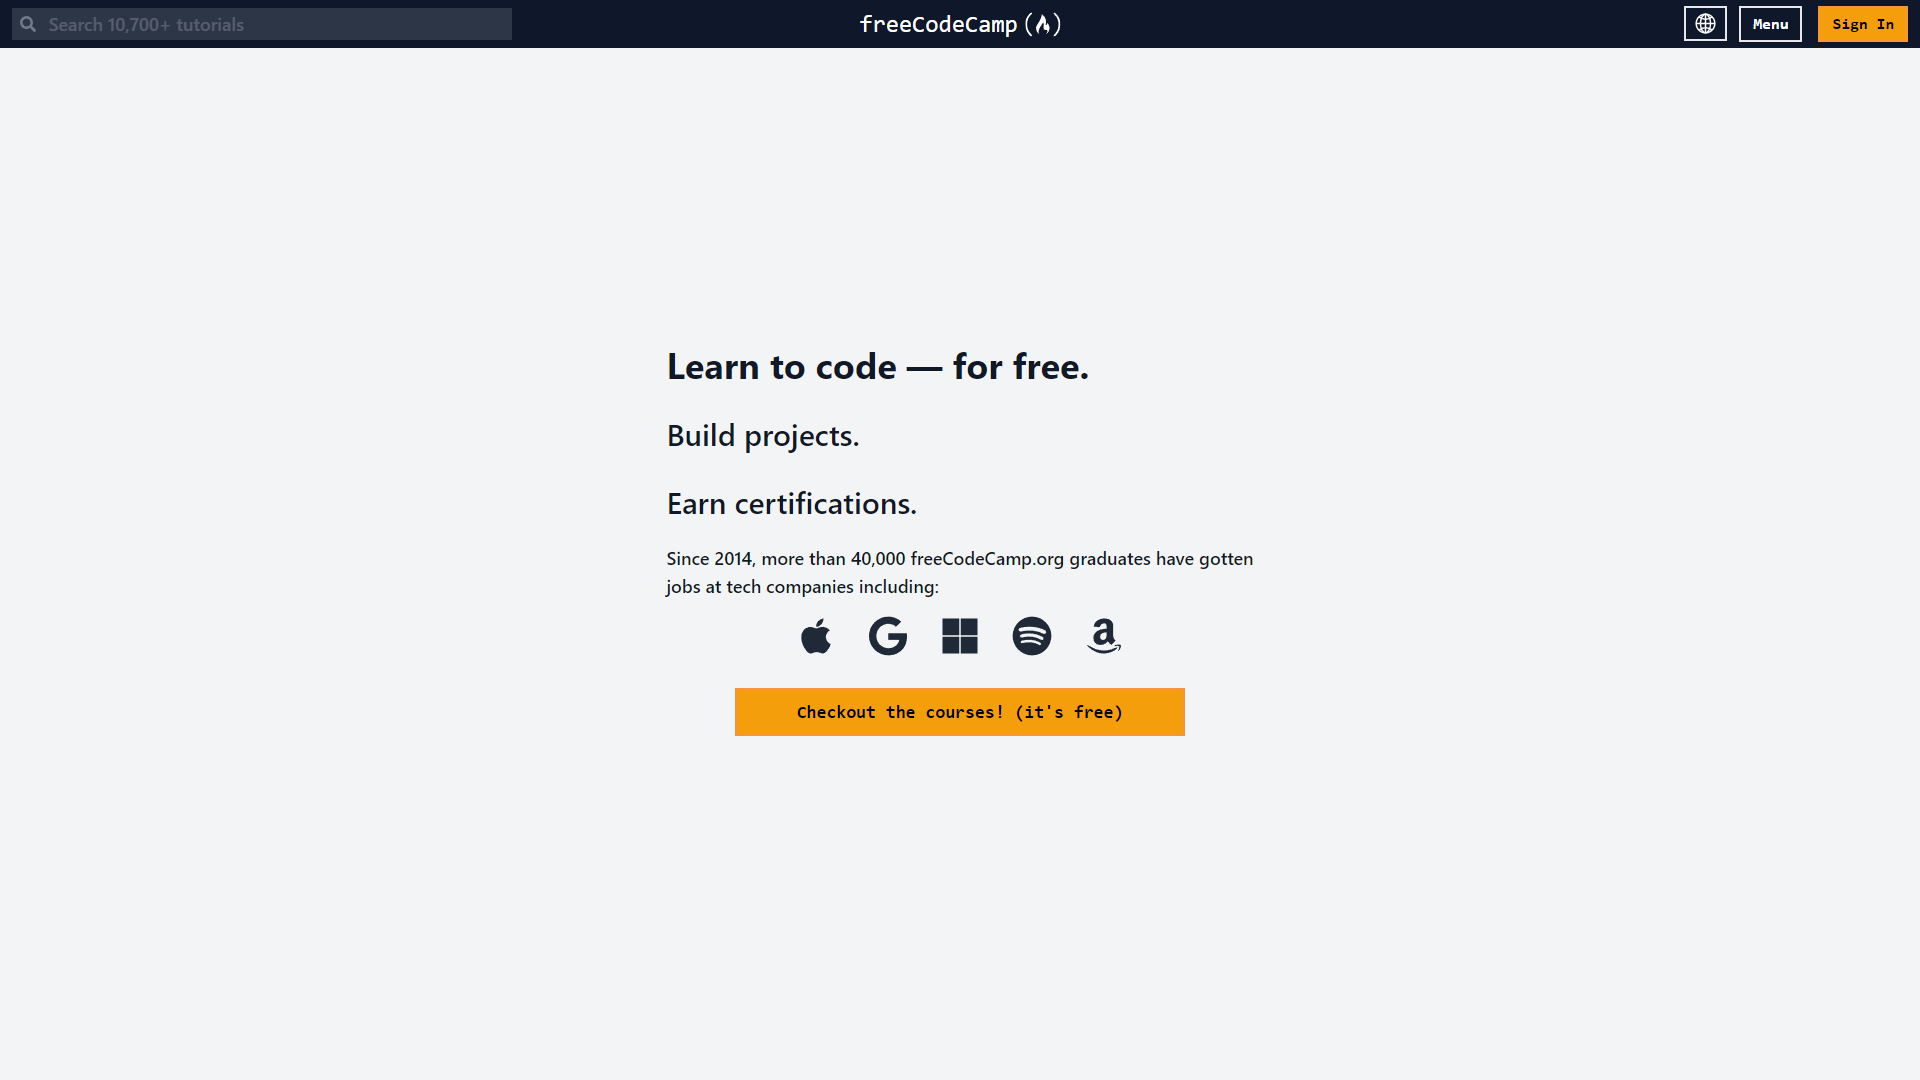 Search 10,700+ tutorials
freeCodeCamp
Menu
Sign In
Learn to code — for free.
Build projects.
Earn certifications.
Since 2014, more than 40,000 freeCodeCamp.org graduates have gotten
jobs at tech companies including:
Checkout the courses! (it's free)